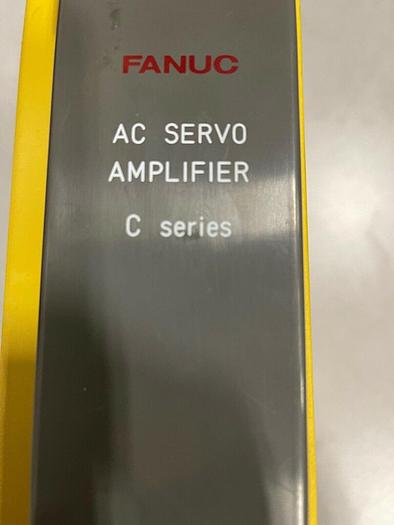 FANUC
AC SERVO
AMPLIFIER
C series